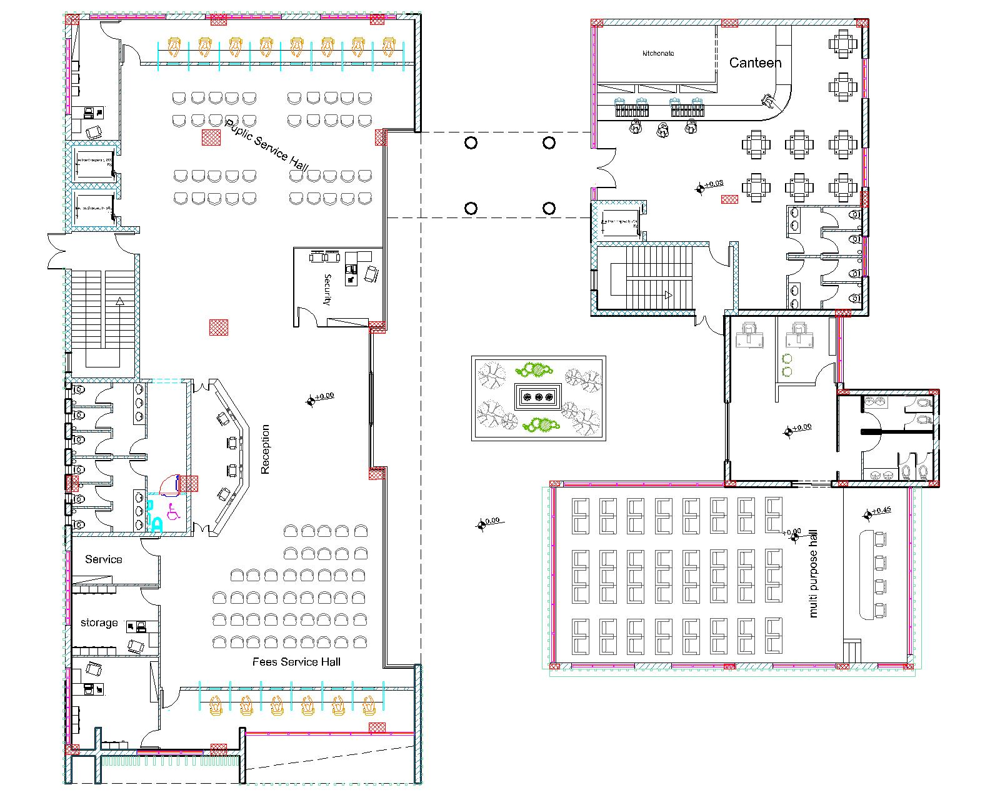 kitchenate
Canteen
Puplic Service Hall
+0.03
Security
+0.00
Reception
+0.00
0.00
+0.45
+0.00
multi purpose hall
Service
storage
Fees Service Hall